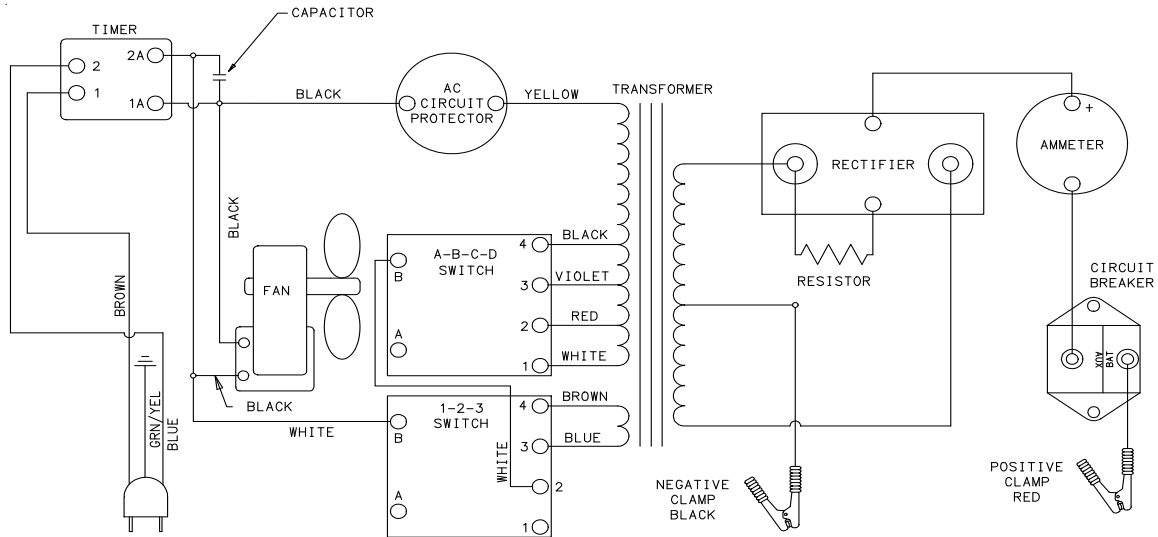 CAPACITOR
TIMER
2
2A
1
1A
BLACK
AC
CIRCUIT
PROTECTOR
YELLOW
TRANSFORMER
RECTIFIER
+
AMMETER
RESISTOR
CIRCUIT
BREAKER
AUX
BAT
BLACK
FAN
BLACK
BROWN
GRN/YEL
BLUE
A-B-C-D
SWITCH
B
A
4
BLACK
3
VIOLET
2
RED
1
WHITE
1-2-3
SWITCH
B
A
4
BROWN
3
BLUE
2
1
WHITE
WHITE
NEGATIVE
CLAMP
BLACK
POSITIVE
CLAMP
RED